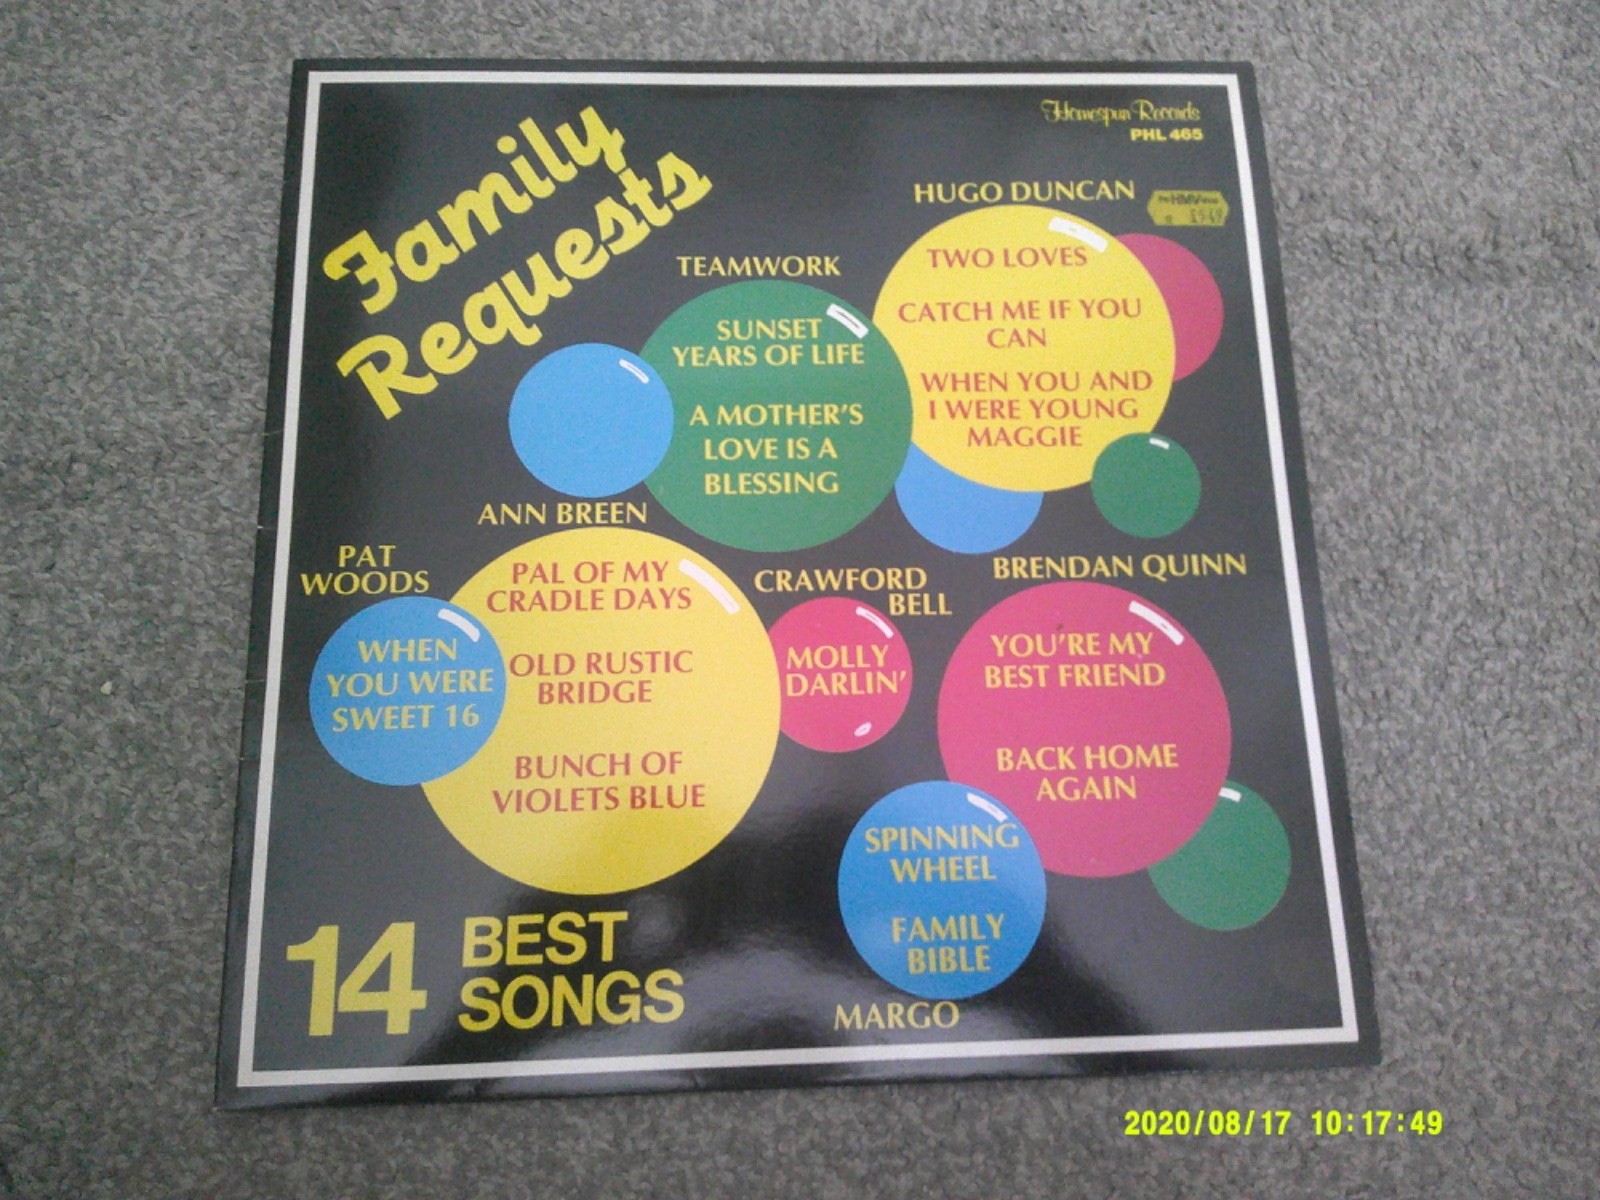 Family
Requests
Homespun Records
PHL 465
HUGO DUNCAN
HMV
TWO LOVES
CATCH ME IF YOU
CAN
WHEN YOU AND
I WERE YOUNG
MAGGIE
TEAMWORK
SUNSET
YEARS OF LIFE
A MOTHER'S
LOVE IS A
BLESSING
ANN BREEN
PAL OF MY
CRADLE DAYS
OLD RUSTIC
BRIDGE
BUNCH OF
VIOLETS BLUE
PAT
WOODS
WHEN
YOU WERE
SWEET 16
CRAWFORD
BELL
MOLLY
DARLIN'
BRENDAN QUINN
YOU'RE MY
BEST FRIEND
BACK HOME
AGAIN
SPINNING
WHEEL
FAMILY
BIBLE
MARGO
14 BEST
SONGS
2020/08/17 10:17:49